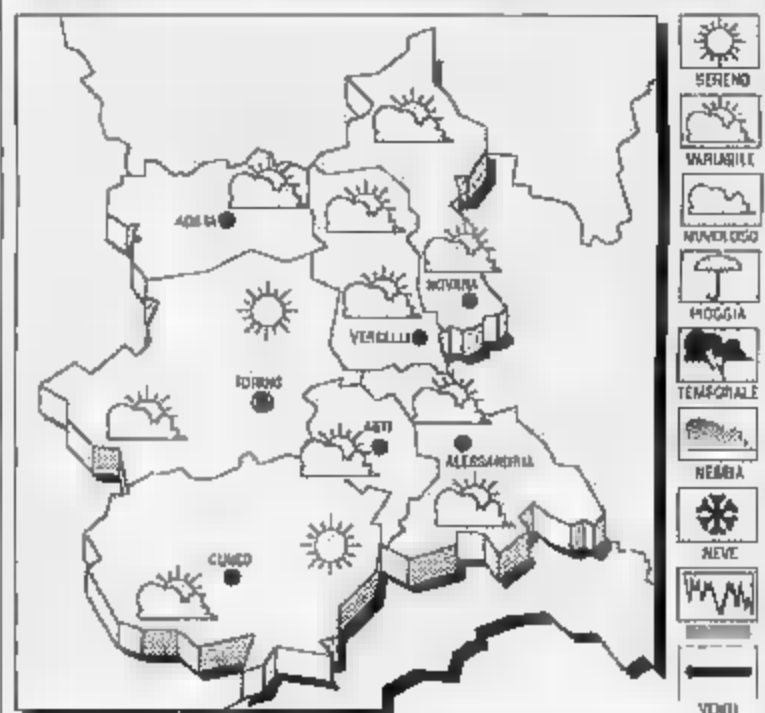 AOSTA
NOVARA
VERCELLI
TORINO
ASTI
ALESSANDRIA
CUNEO
SERENO
VARIABILE
NUVOLOSO
PIOGGIA
TEMPORALE
NEBBIA
NEVE
VENTI